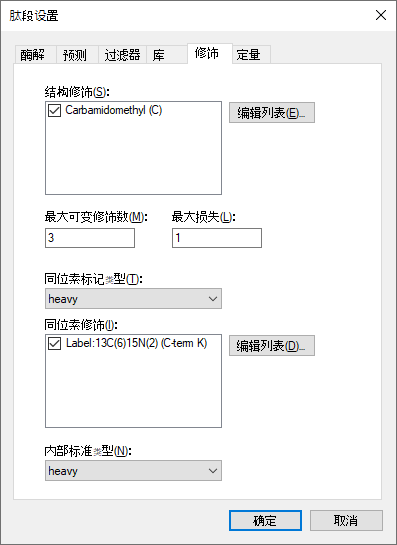 肽段设置
酶解 预测 过滤器 库 修饰 定量
结构修饰(S):
Carbamidomethyl (C)
编辑列表(E)...
最大可变修饰数(M): 最大损失(L):
3 1
同位素标记类型(T):
heavy
同位素修饰(I):
Label:13C(6)15N(2) (C-term K)
编辑列表(D)...
内部标准类型(N):
heavy
确定 取消